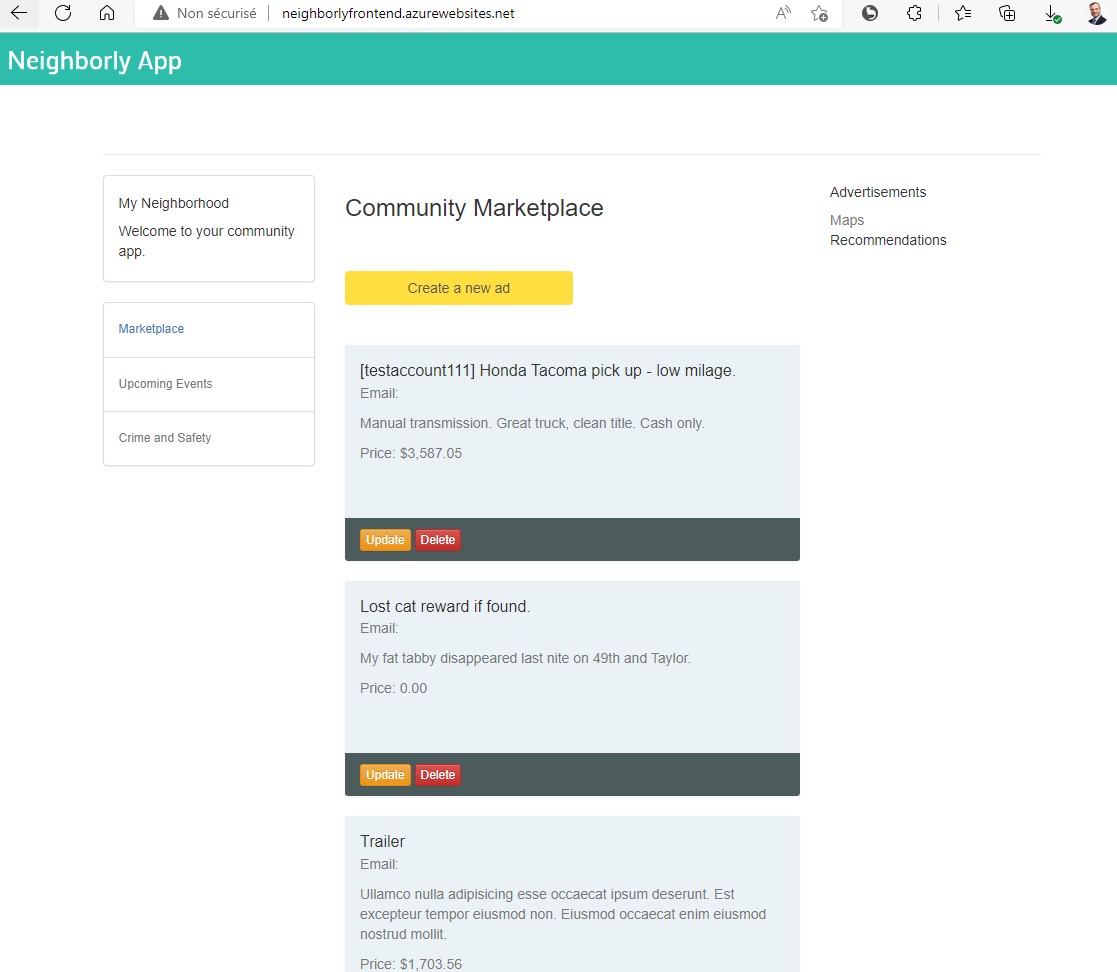 Non sécurisé
neighborlyfrontend.azurewebsites.net
Neighborly App
My Neighborhood
Welcome to your community
app.
Marketplace
Upcoming Events
Crime and Safety
Community Marketplace
Create a new ad
[testaccount111] Honda Tacoma pick up - low milage.
Email:
Manual transmission. Great truck, clean title. Cash only.
Price: $3,587.05
Update Delete
Lost cat reward if found.
Email:
My fat tabby disappeared last nite on 49th and Taylor.
Price: 0.00
Update Delete
Trailer
Email:
Ullamco nulla adipisicing esse occaecat ipsum deserunt. Est
excepteur tempor eiusmod non. Eiusmod occaecat enim eiusmod
nostrud mollit.
Price: $1,703.56
Advertisements
Maps
Recommendations